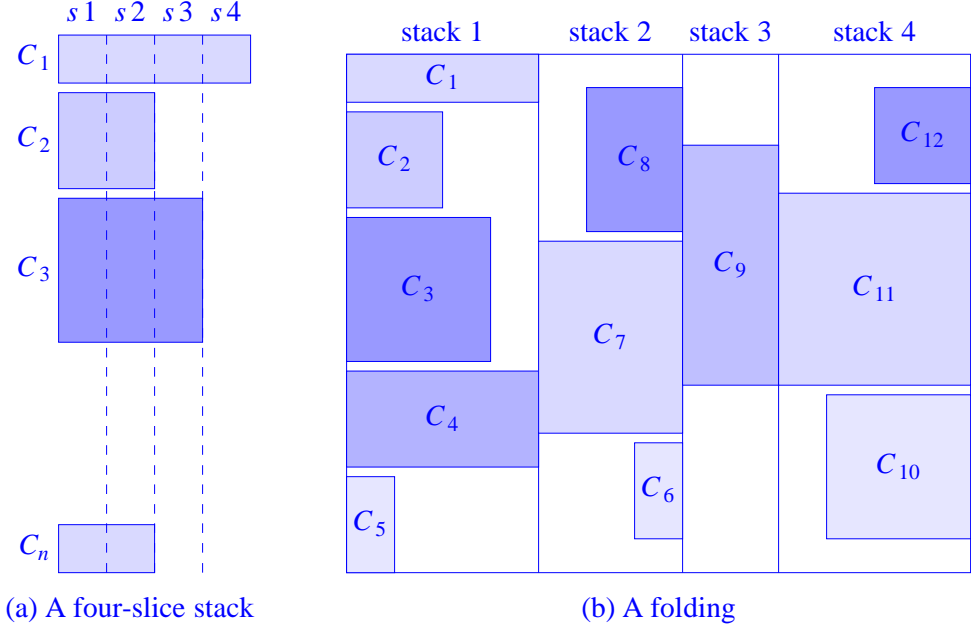 s1 s2 s3 s4
C1
C2
C3
Cn
(a) A four-slice stack
stack 1 stack 2 stack 3 stack 4
C1
C2
C3
C4
C5
C8
C7
C6
C9
C12
C11
C10
(b) A folding